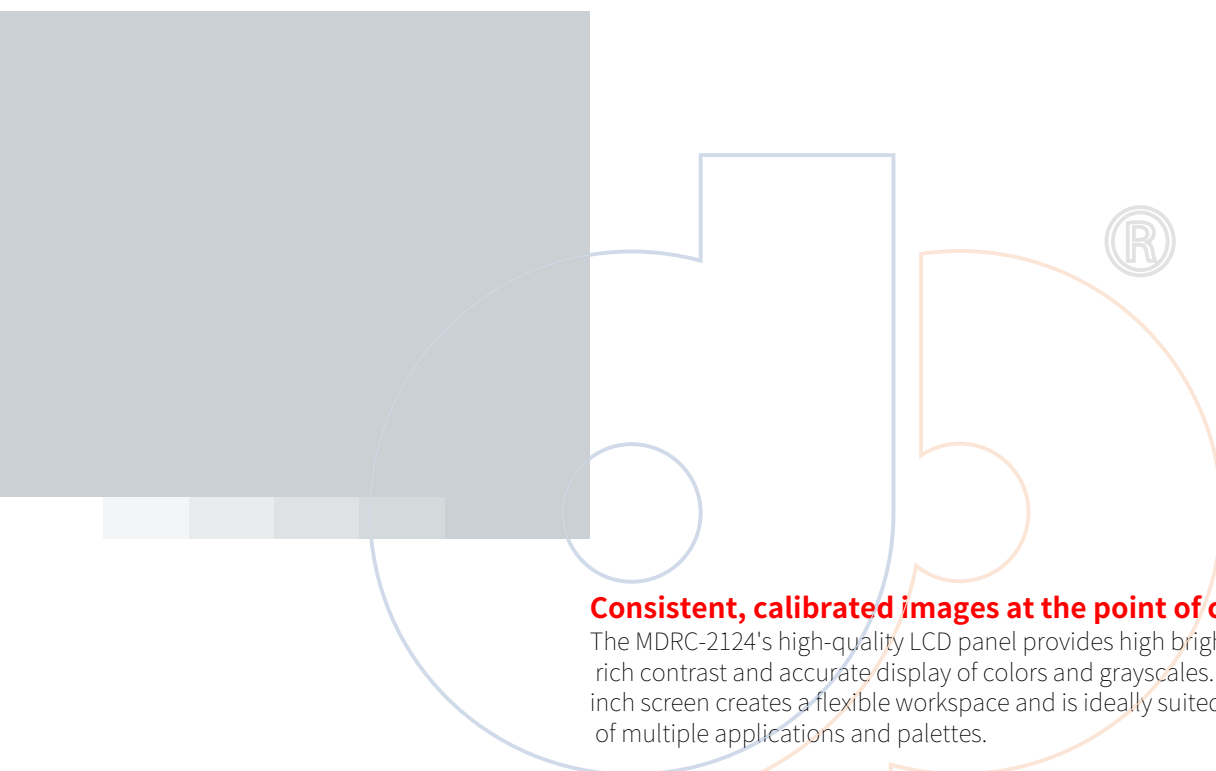 ®
Consistent, calibrated images at the point of
The MDRC-2124's high-quality LCD panel provides high
rich contrast and accurate display of colors and grayscales.
inch screen creates a flexible workspace and is ideally suited
of multiple applications and palettes.